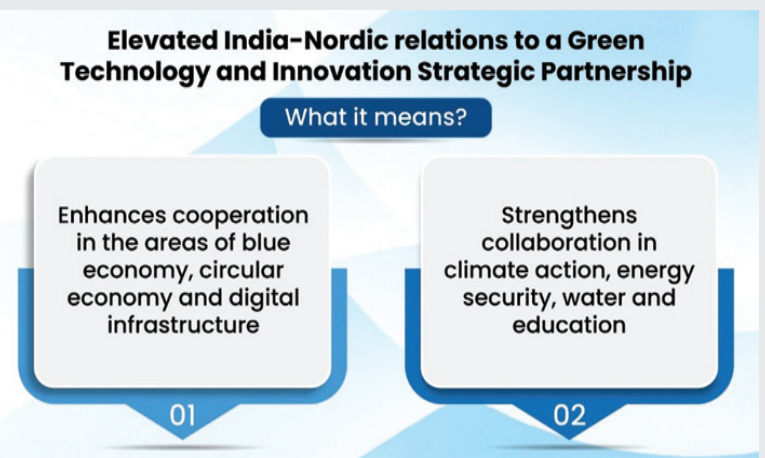 Elevated India–Nordic relations to a Green
Technology and Innovation Strategic Partnership
What it means?
Enhances cooperation
in the areas of blue
economy, circular
economy and digital
infrastructure
01
Strengthens
collaboration in
climate action, energy
security, water and
education
02